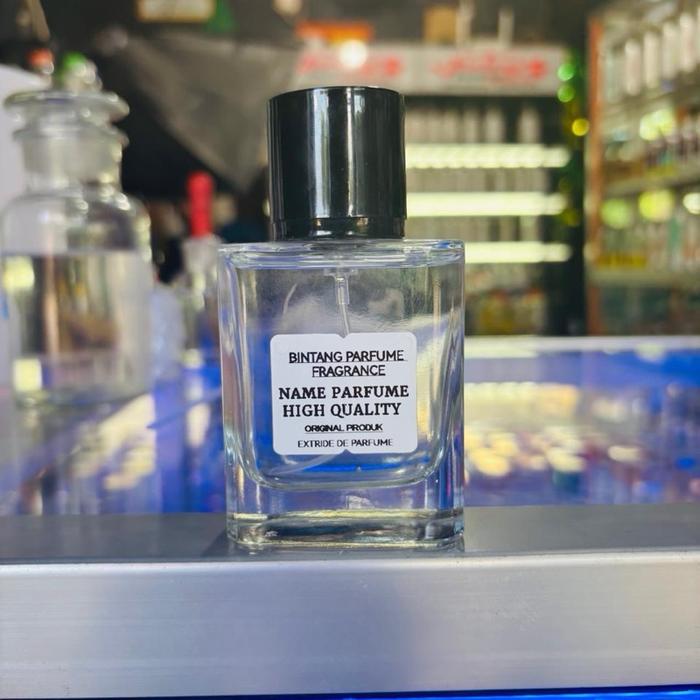 BINTANG PARFUME
FRAGRANCE
NAME PARFUME
HIGH QUALITY
ORIGINAL PRODUK
EXTRIDE DE PARFUME